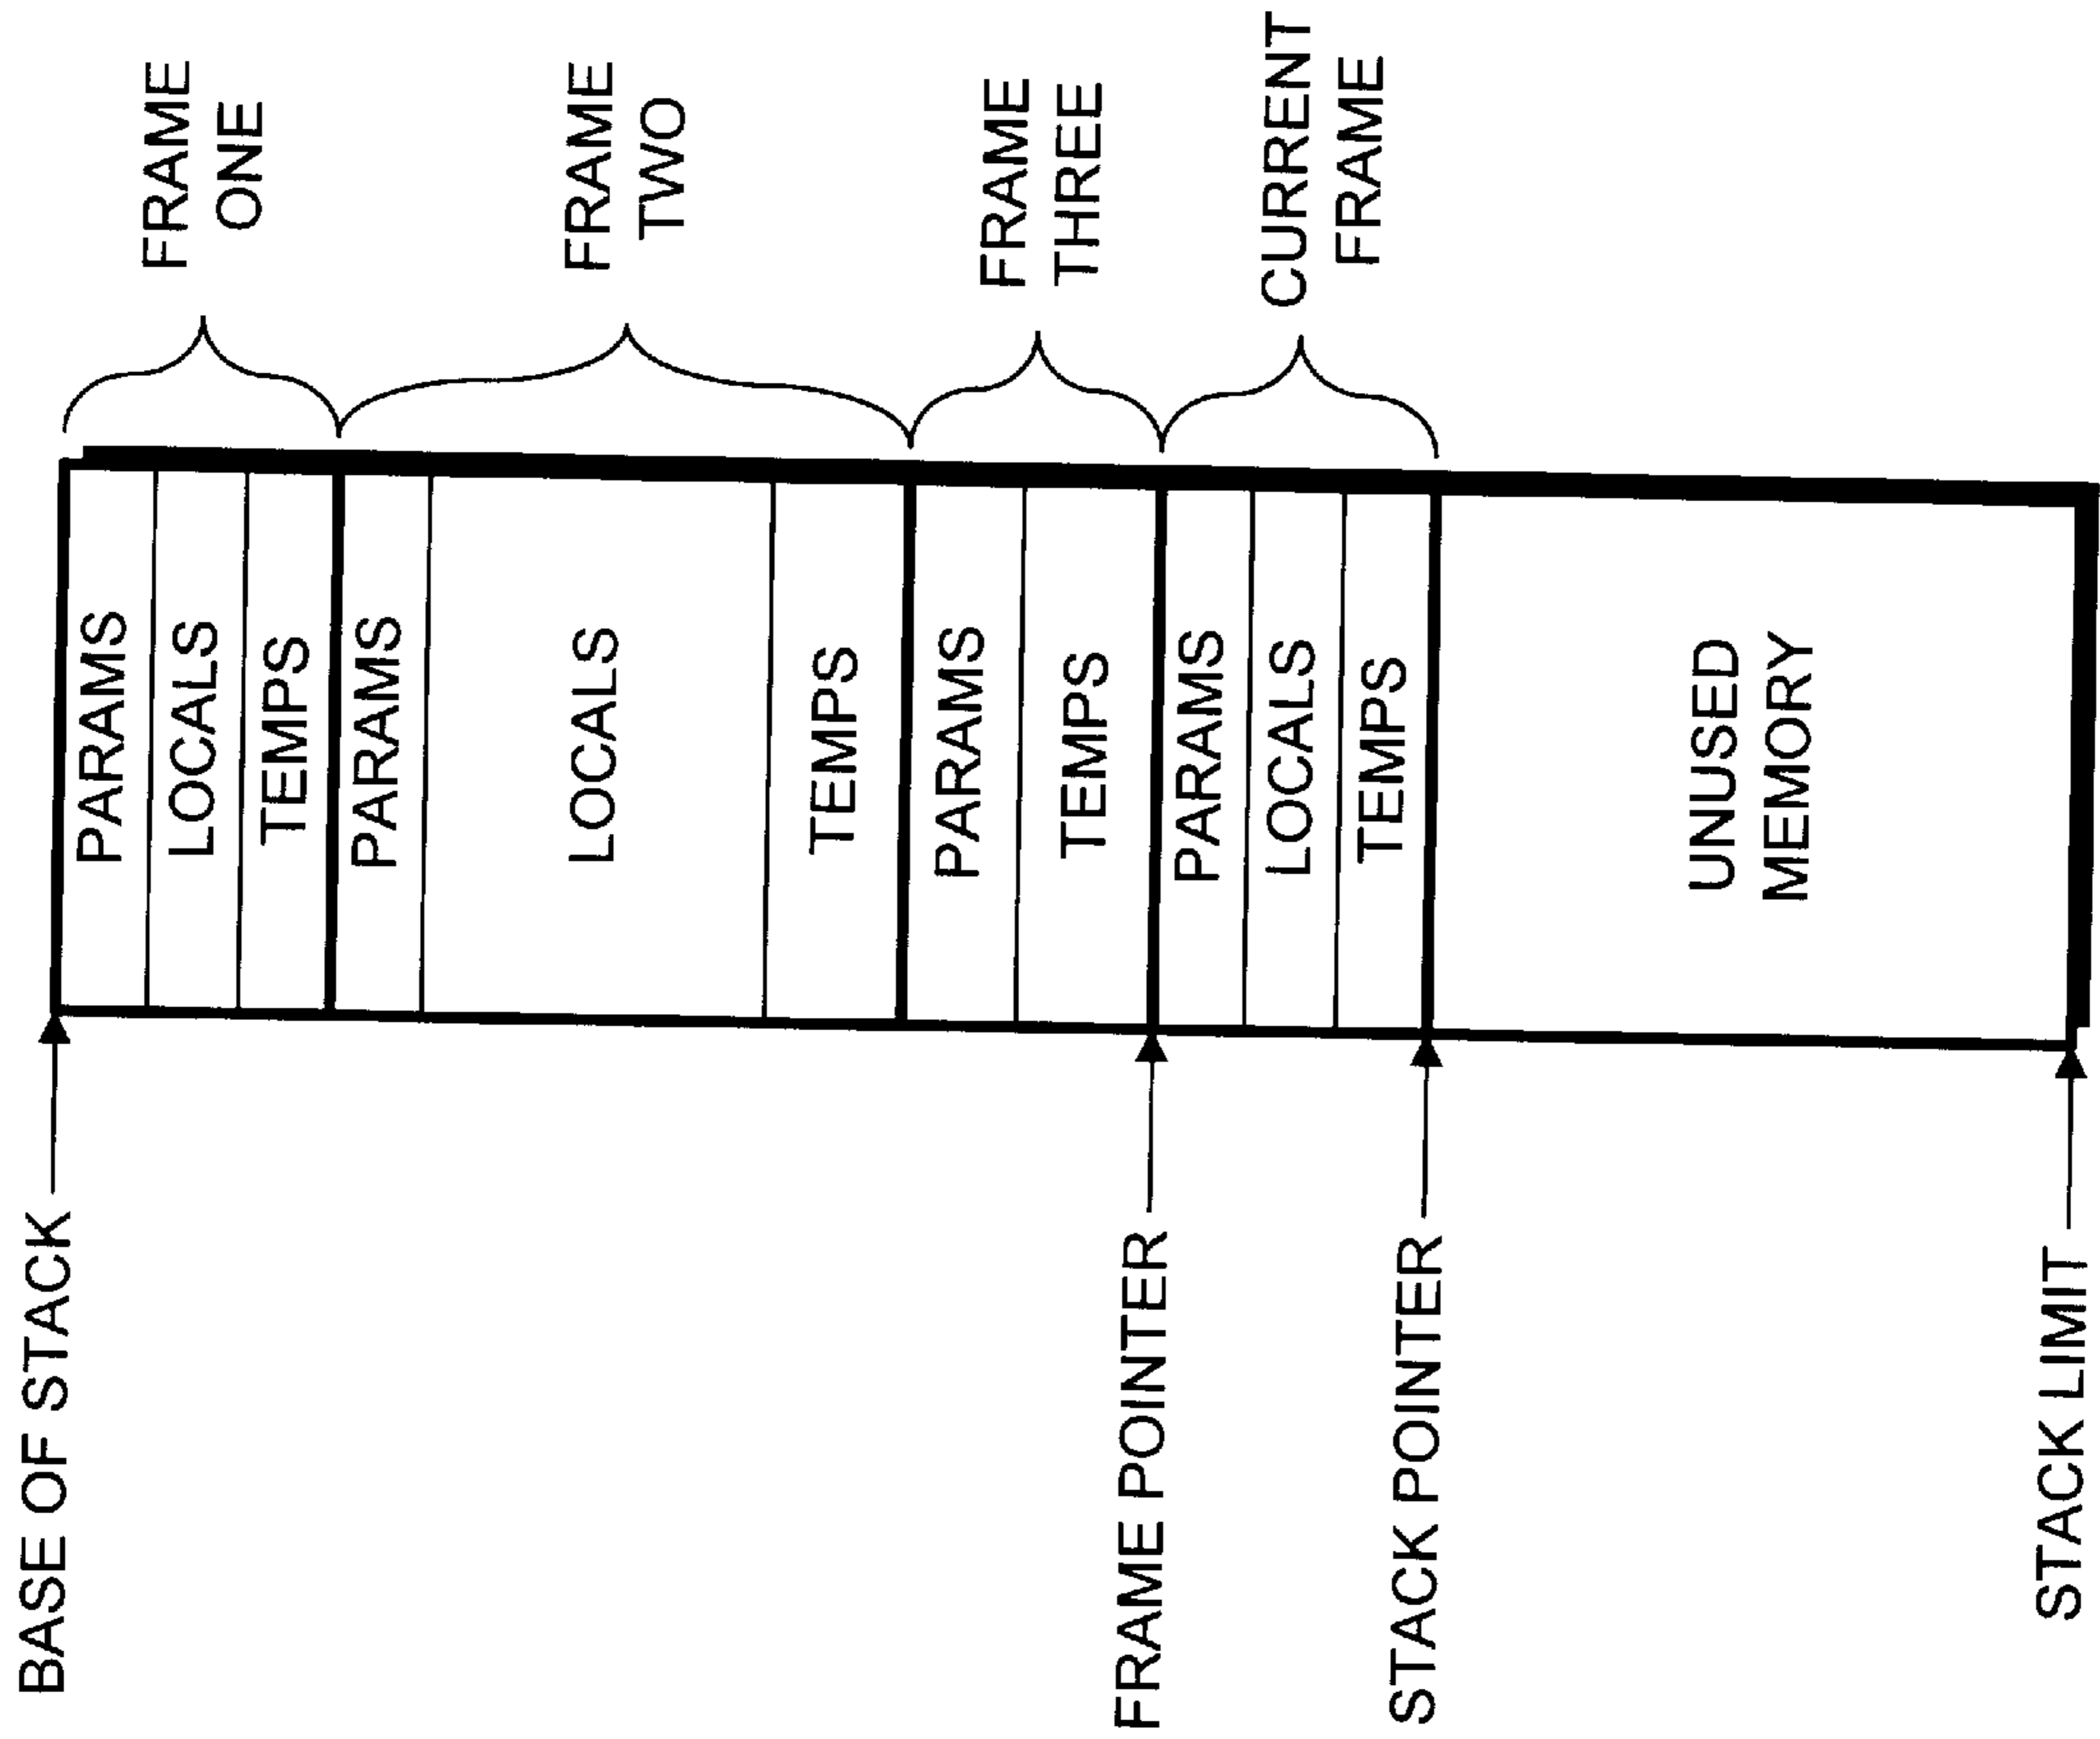 BASE OF STACK
FRAME POINTER
STACK POINTER
STACK LIMIT
PARAMS
LOCALS
TEMPS
PARAMS
LOCALS
TEMPS
PARAMS
TEMPS
PARAMS
LOCALS
TEMPS
UNUSED
MEMORY
FRAME
ONE
FRAME
TWO
FRAME
THREE
CURRENT
FRAME